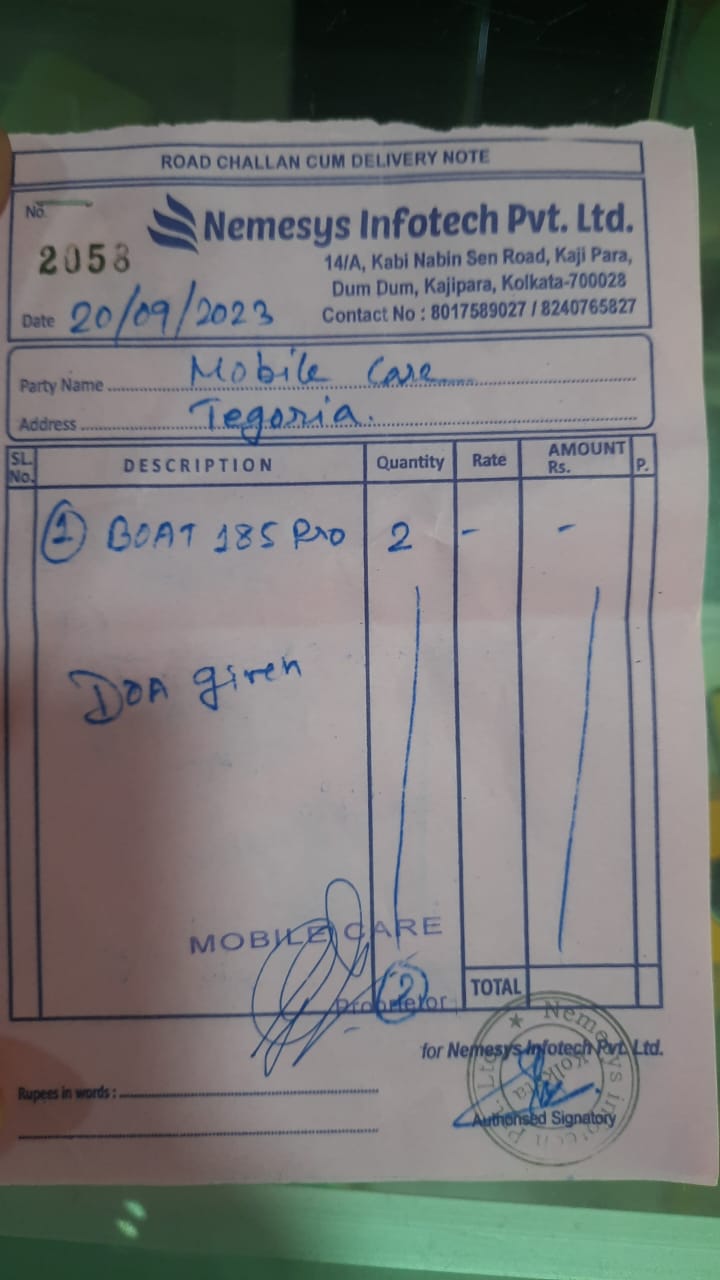 ROAD CHALLAN CUM DELIVERY NOTE
No.
2058
Nemesys Infotech Pvt. Ltd.
14/A, Kabi Nabin Sen Road, Kaji Para,
Dum Dum, Kajipara, Kolkata-700028
Contact No : 8017589027 / 8240765827
Date 20/09/2023
Party Name Mobile Care
Address Tegoria.
SL. No. DESCRIPTION Quantity Rate AMOUNT Rs. P.
1 BOAT 185 Pro 2 - -
DOA given
MOBILE CARE
Proprietor
2
TOTAL
for Nemesys Infotech Pvt. Ltd.
Rupees in words :
Authorised Signatory
Nemesys Infotech Pvt. Ltd.
Kolkata